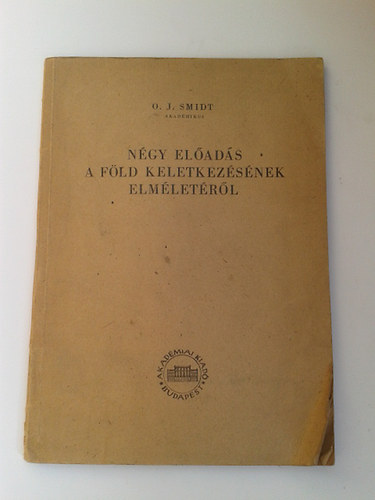 O. J. SMIDT
AKADÉMIKUS
NÉGY ELŐADÁS
A FÖLD KELETKEZÉSÉNEK
ELMÉLETÉRŐL
AKADÉMIAI KIADÓ
BUDAPEST